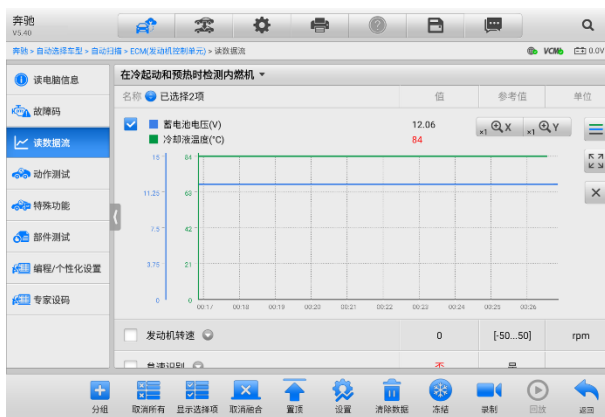 奔驰
V5.40
奔驰 > 自动选择车型 > 自动扫描 > ECM(发动机控制单元) > 读数据流
VCMI
0.0V
读电脑信息
故障码
读数据流
动作测试
特殊功能
部件测试
编程/个性化设置
专家设码
在冷起动和预热时检测内燃机
名称 已选择2项 值 参考值 单位
蓄电池电压(V) 12.06
冷却液温度(°C) 84
x1 X x1 Y
15 84
11.25 63
7.5 42
3.75 21
0 0
00:17 00:18 00:19 00:20 00:21 00:22 00:23 00:24 00:25 00:26
发动机转速 0 [-50...50] rpm
怠速识别 否 是
分组 取消所有 显示选择项 取消融合 置顶 设置 清除数据 冻结 录制 回放 返回